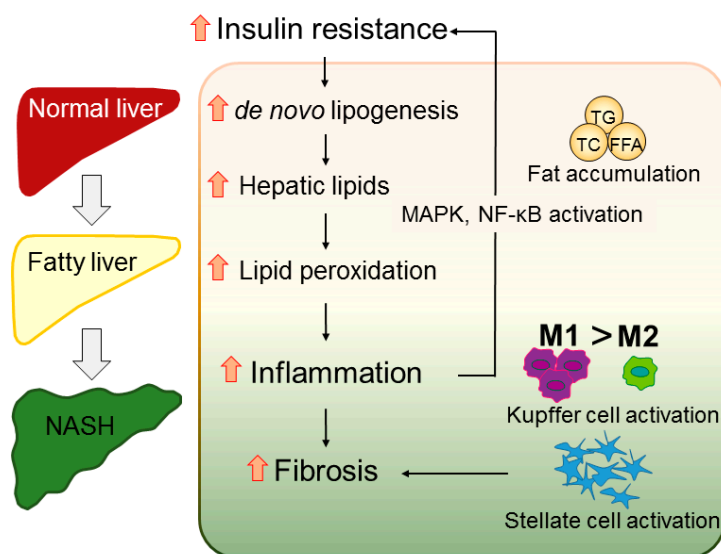 Insulin resistance
Normal liver
de novo lipogenesis
TG
TC FFA
Fat accumulation
Hepatic lipids
MAPK, NF-κB activation
Fatty liver
Lipid peroxidation
M1 > M2
Inflammation
Kupffer cell activation
NASH
Fibrosis
Stellate cell activation